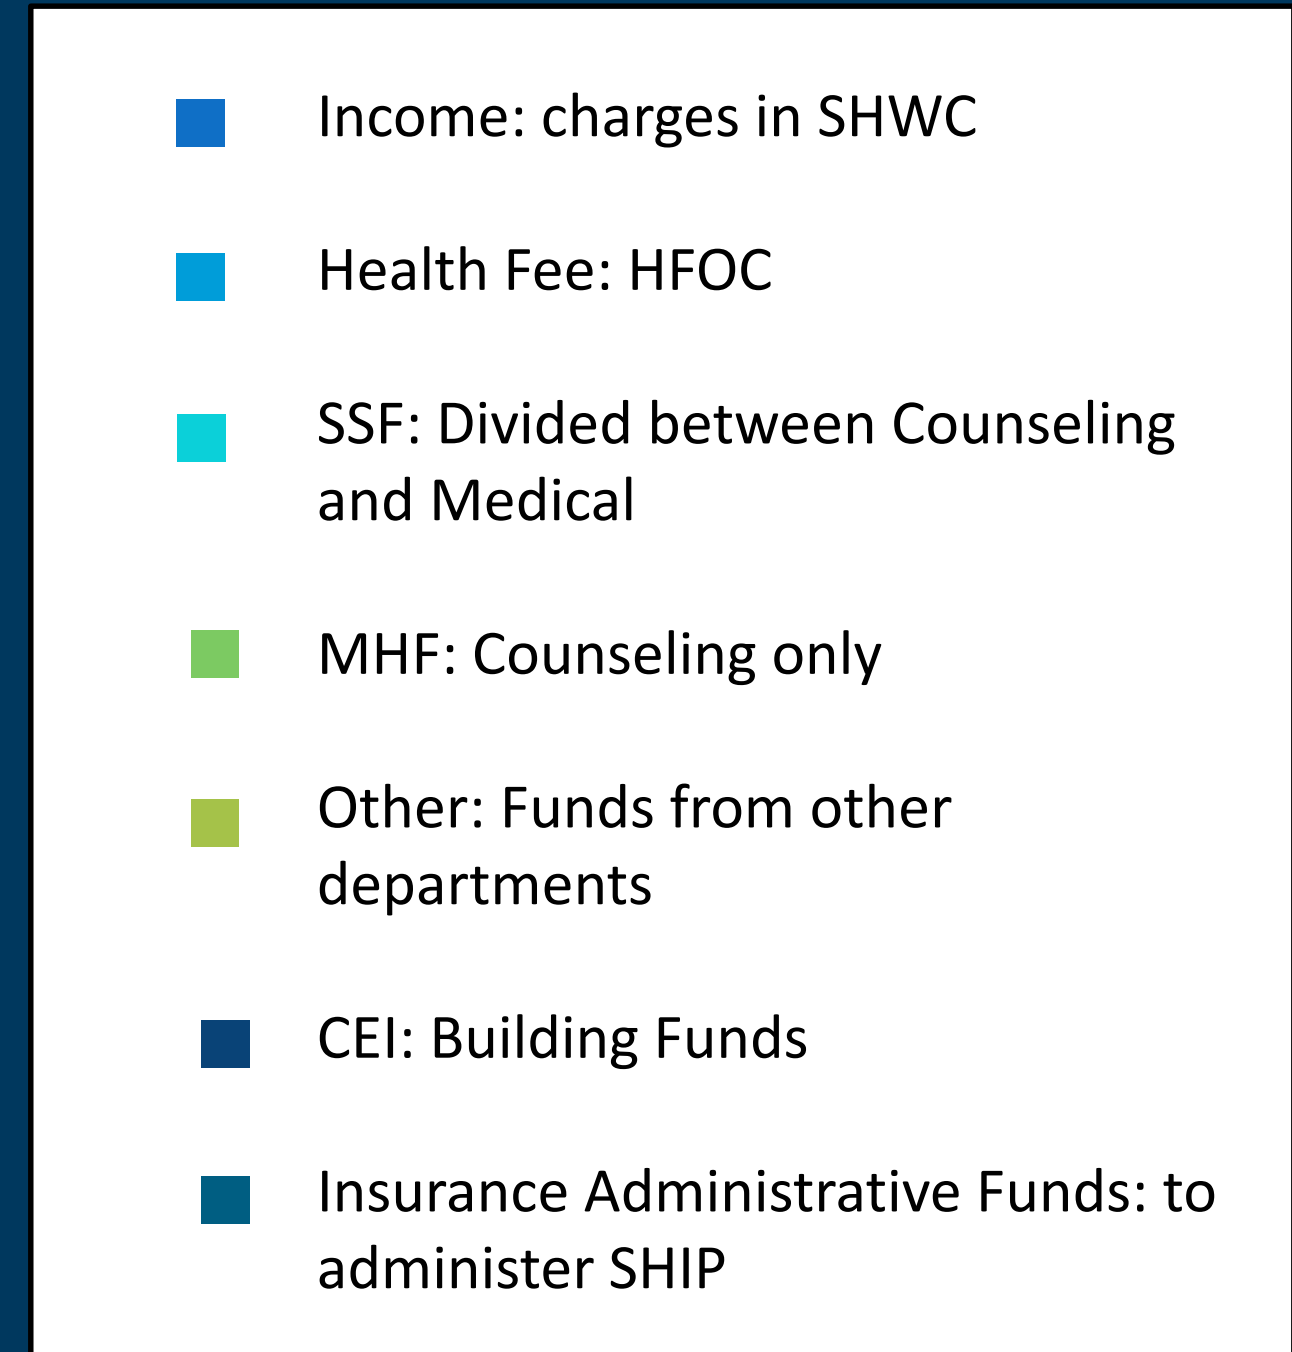 Income: charges in SHWC
Health Fee: HFOC
SSF: Divided between Counseling
and Medical
MHF: Counseling only
Other: Funds from other
departments
CEI: Building Funds
Insurance Administrative Funds: to
administer SHIP